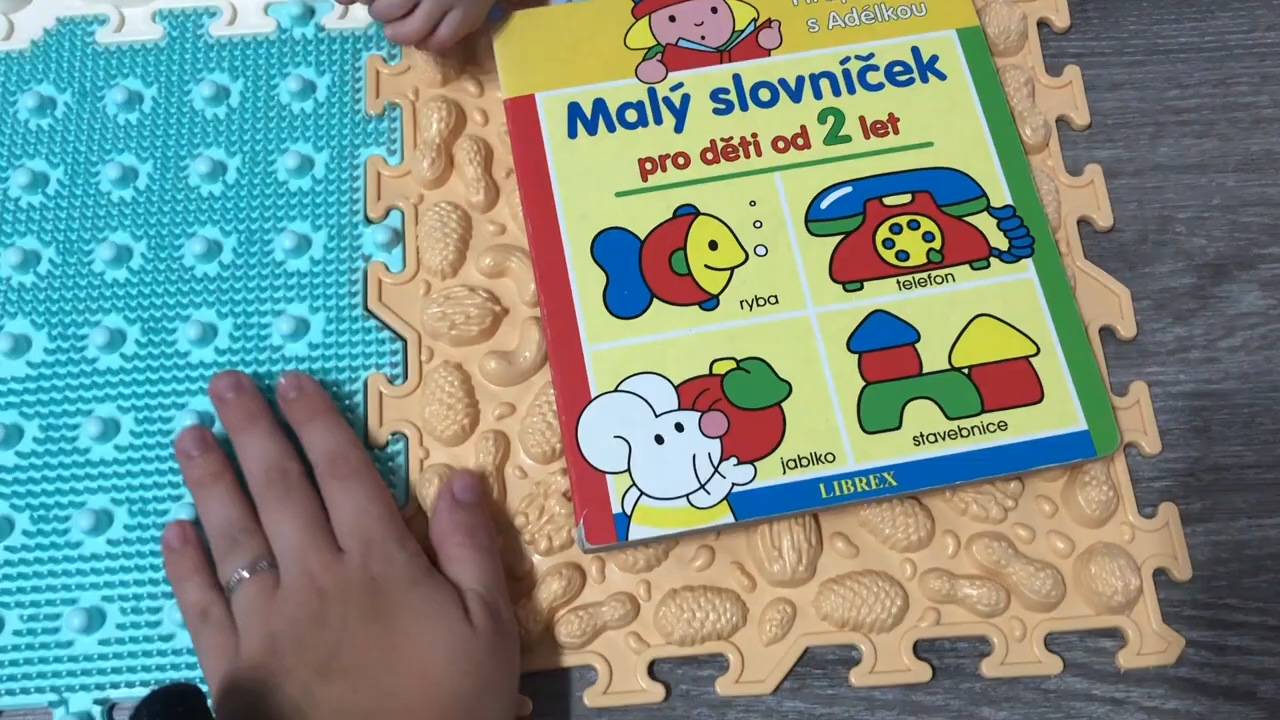 s Adélkou
Malý slovníček
pro děti od 2 let
ryba
telefon
jablko
stavebnice
LIBREX